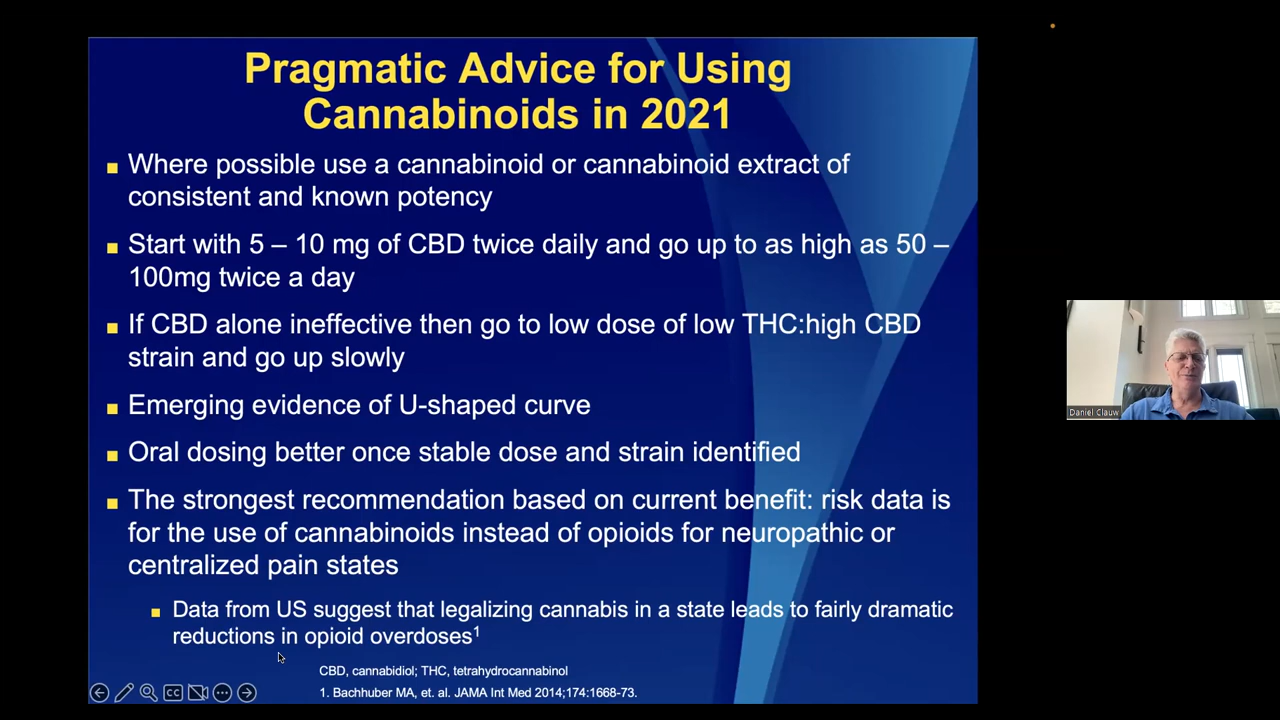 Pragmatic Advice for Using
Cannabinoids in 2021
■ Where possible use a cannabinoid or cannabinoid extract of
consistent and known potency
■ Start with 5 – 10 mg of CBD twice daily and go up to as high as 50 –
100mg twice a day
■ If CBD alone ineffective then go to low dose of low THC:high CBD
strain and go up slowly
■ Emerging evidence of U-shaped curve
■ Oral dosing better once stable dose and strain identified
■ The strongest recommendation based on current benefit: risk data is
for the use of cannabinoids instead of opioids for neuropathic or
centralized pain states
■ Data from US suggest that legalizing cannabis in a state leads to fairly dramatic
reductions in opioid overdoses¹
CBD, cannabidiol; THC, tetrahydrocannabinol
1. Bachhuber MA, et. al. JAMA Int Med 2014;174:1668-73.
CC
Daniel Clauw